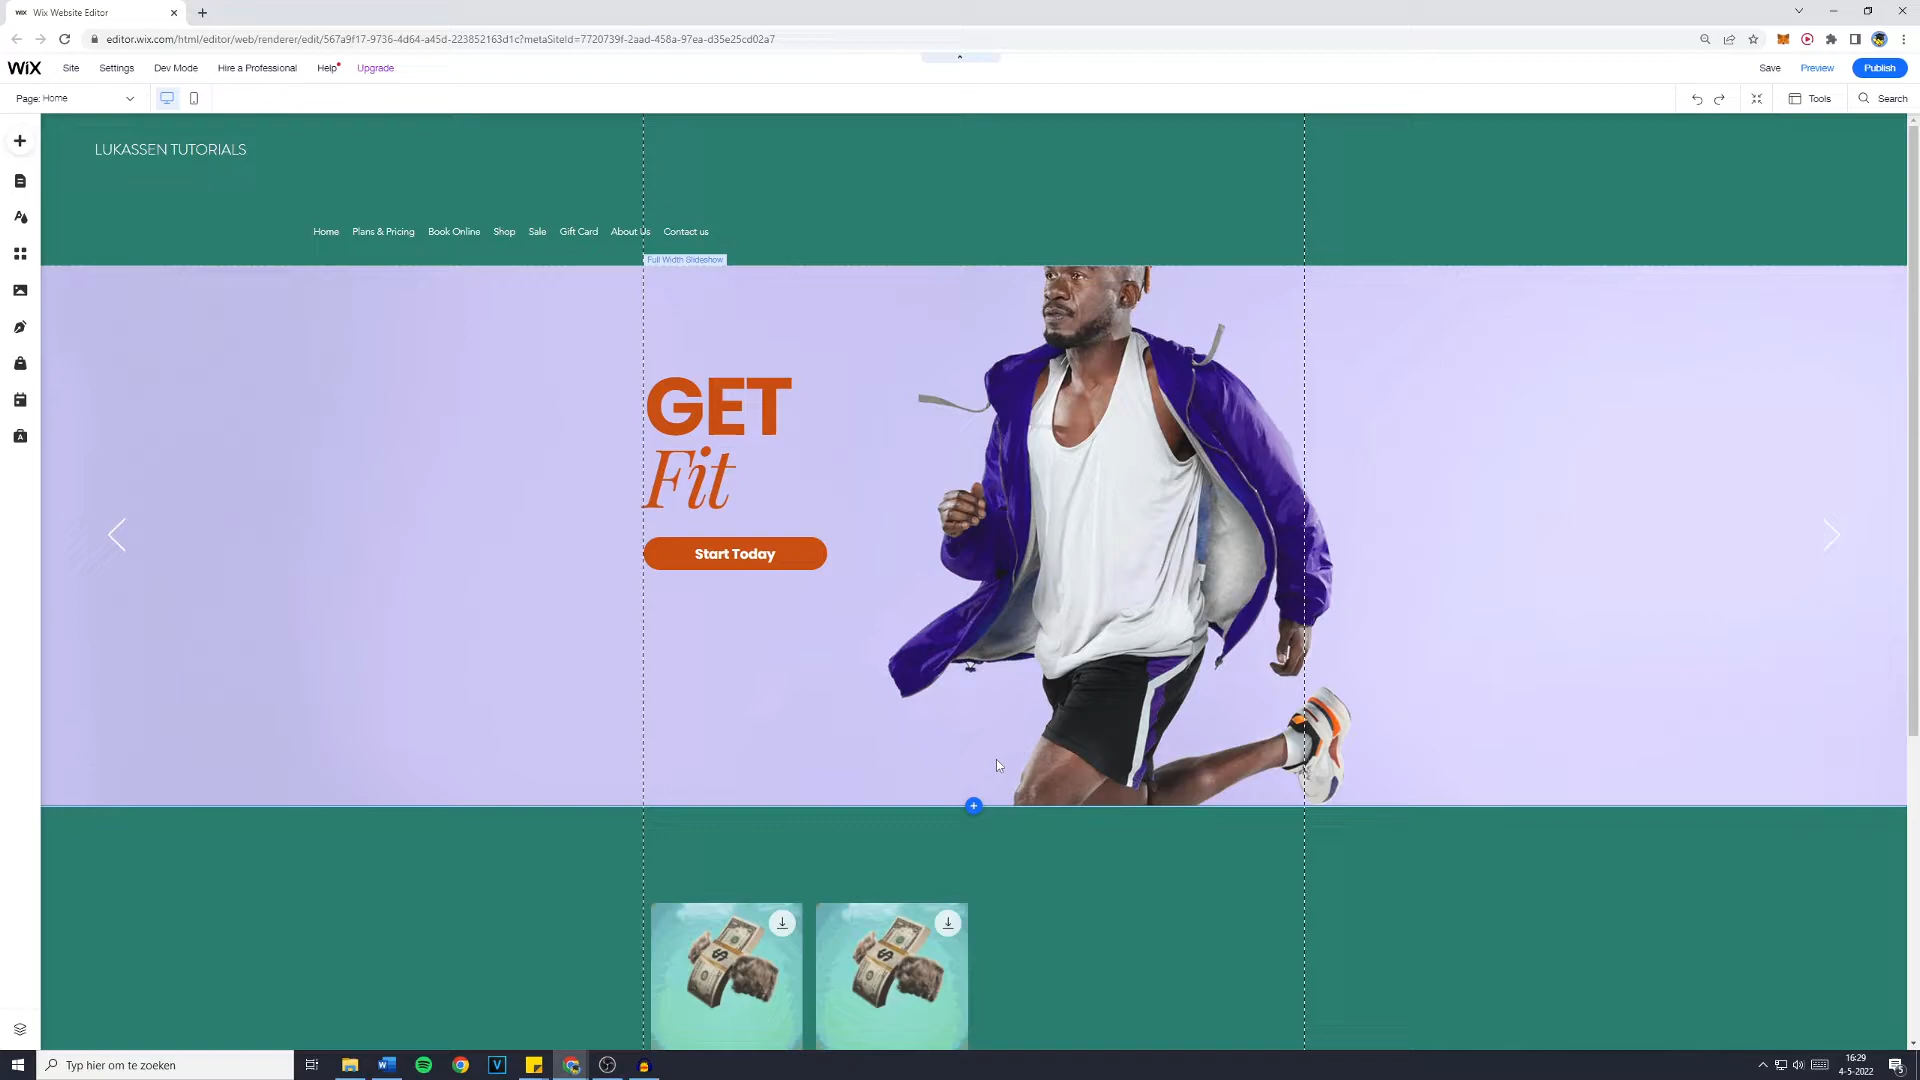 WiX Wix Website Editor
editor.wix.com/html/editor/web/renderer/edit/567a9f17-9736-4d64-a45d-223852163d1c?metaSiteId=7720739f-2aad-458a-97ea-d35e25cd02a7
WiX Site Settings Dev Mode Hire a Professional Help Upgrade Save Preview Publish
Page: Home Tools Search
LUKASSEN TUTORIALS
Home Plans & Pricing Book Online Shop Sale Gift Card About Us Contact us
Full Width Slideshow
GET
Fit
Start Today
Typ hier om te zoeken
16:29
4-5-2022